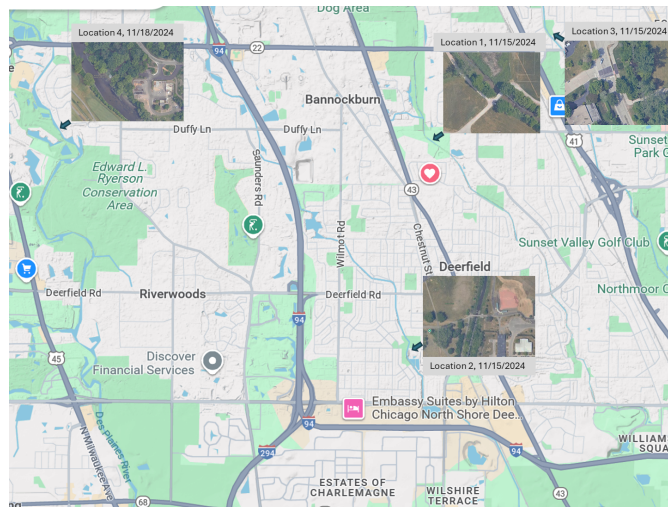 Dog Area
Location 4, 11/18/2024
94
22
Location 1, 11/15/2024
Location 3, 11/15/2024
Bannockburn
Duffy Ln
Duffy Ln
41
Sunset
Park G
Edward L.
Ryerson
Conservation
Area
Saunders Rd
43
Wilmot Rd
Chestnut St
Sunset Valley Golf Club
Deerfield
Northmoor C
Deerfield Rd
Riverwoods
Deerfield Rd
94
45
Discover
Financial Services
Location 2, 11/15/2024
Embassy Suites by Hilton
Chicago North Shore Dee...
Des Plaines River
N Milwaukee Ave
94
294
94
WILLIAM
SQUA
ESTATES OF
CHARLEMAGNE
WILSHIRE
TERRACE
43
68